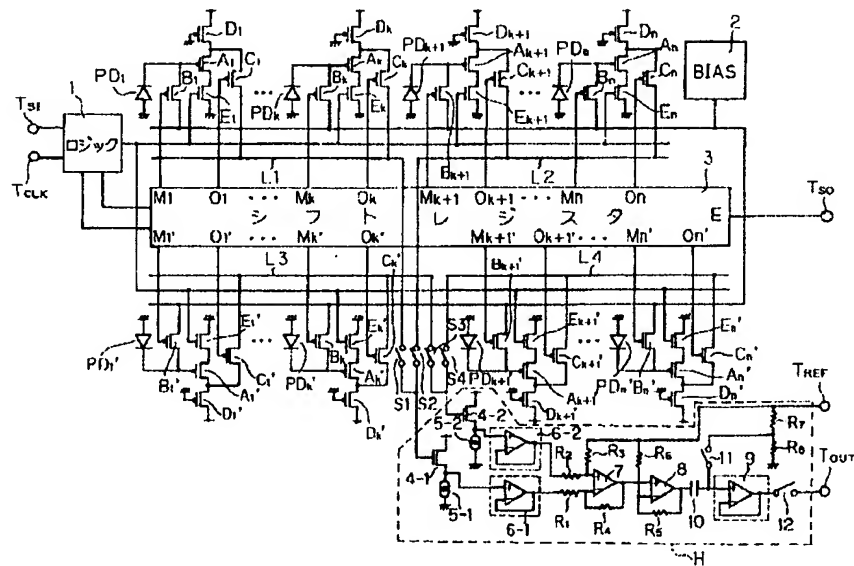 D1 Dk Dk+1 Dn
PD1 A1 C1 PDk Ak Ck PDk+1 Ak+1 Ck+1 PDn An Cn 2
B1 E1 Bk Ek Ek+1 Bn En BIAS
TSI 1
ロジック
TCLK
Bk+1
L1 L2 3 TSO
M1 O1 ··· Mk Ok Mk+1 Ok+1 ··· Mn On
シフトレジスタ E
M1' O1' ··· Mk' Ok' Mk+1' Ok+1' ··· Mn' On'
L3 Ck' L4 Bk+1'
PD1' E1' ··· Ek' S3 Ek+1' ··· En'
B1' C1' PDk' Bk' S4 PDk+1' Ck+1' PDn' Bn' Cn'
A1' Ak' S1 S2 Ak+1' An' TREF
D1' Dk' Dk+1' Dn'
5-2 4-2 6-2 R7
R2 R3 R6 11 R8 TOUT
4-1 7 8 9
5-1 6-1 R1 R4 R5 10 12
H